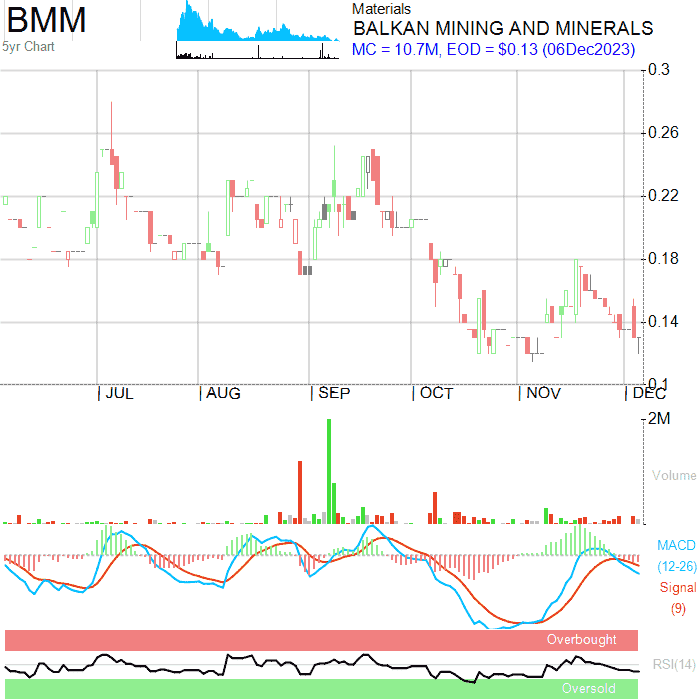 BMM
5yr Chart
Materials
BALKAN MINING AND MINERALS
MC = 10.7M, EOD = $0.13 (06Dec2023)
0.3
0.26
0.22
0.18
0.14
0.1
JUL AUG SEP OCT NOV DEC
2M
Volume
MACD
(12-26)
Signal
(9)
Overbought
RSI(14)
Oversold